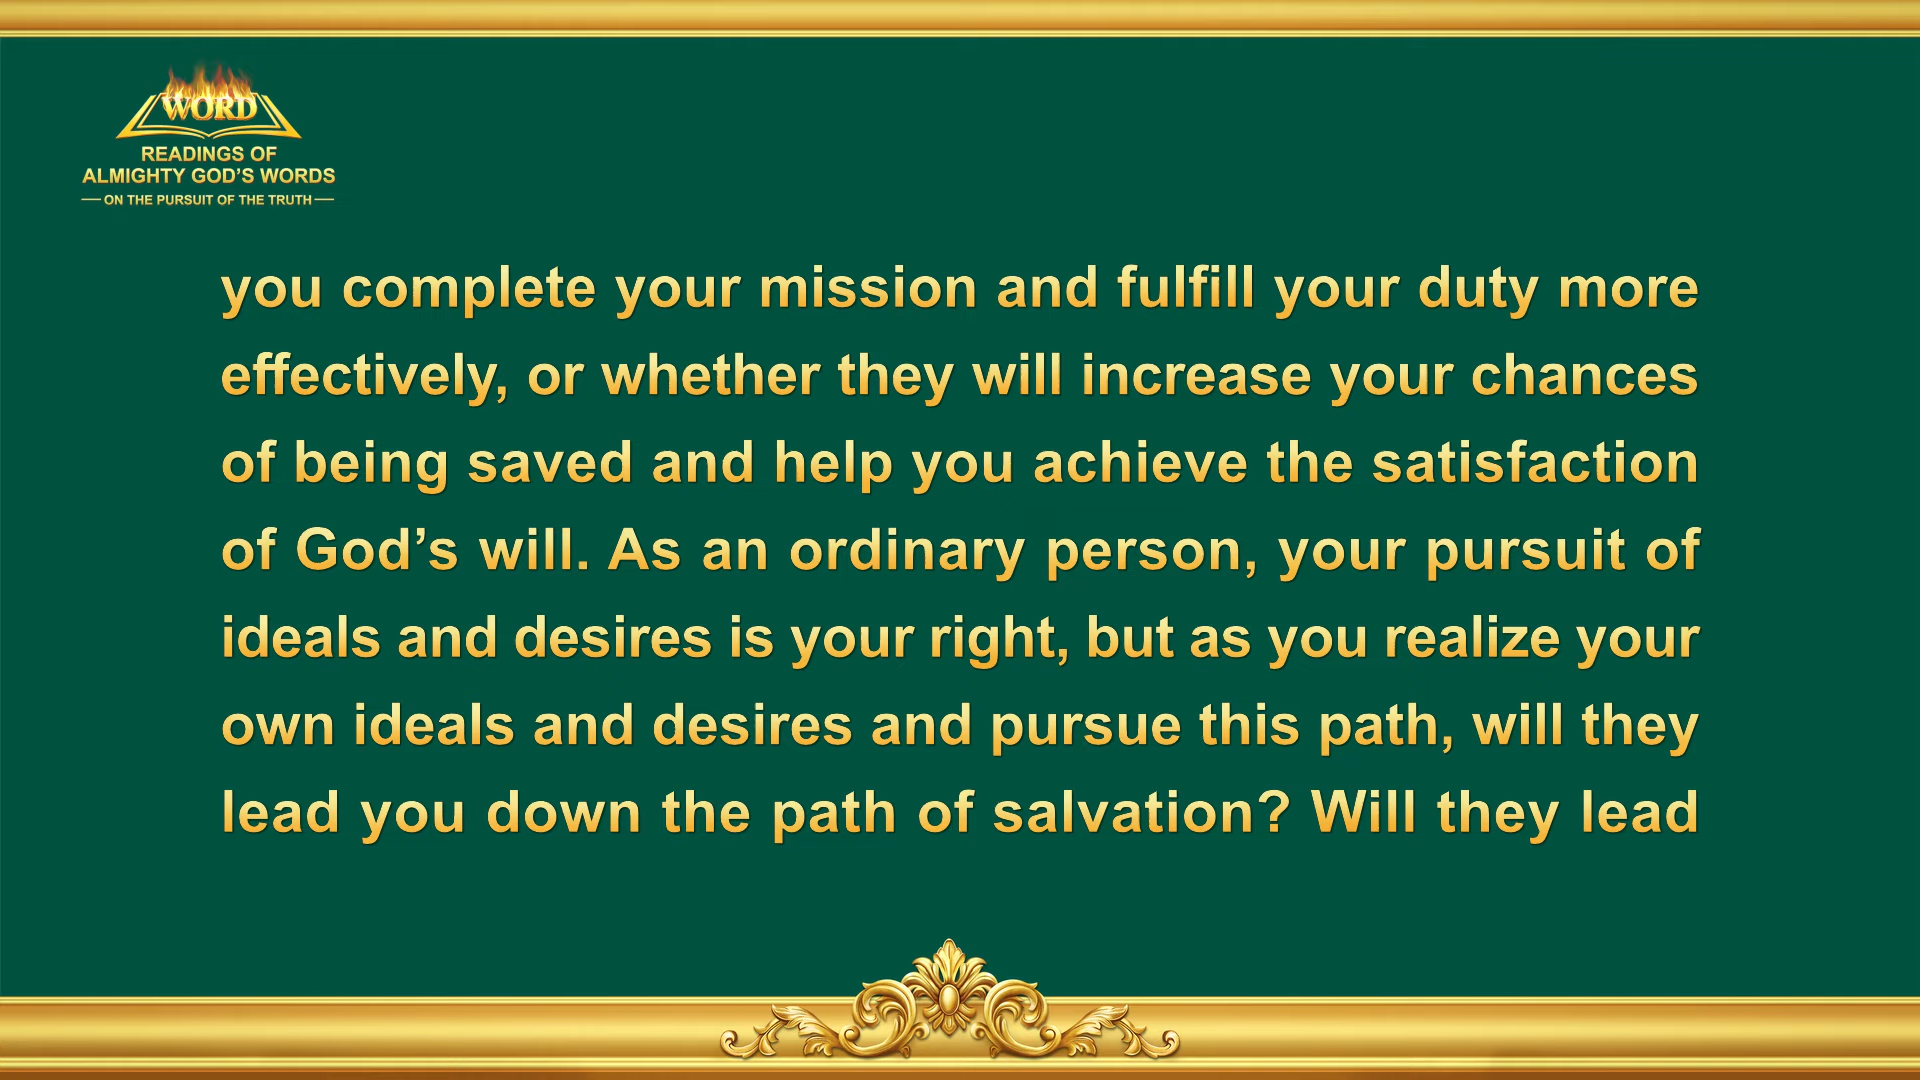 WORD
READINGS OF
ALMIGHTY GOD’S WORDS
— ON THE PURSUIT OF THE TRUTH —
you complete your mission and fulfill your duty more
effectively, or whether they will increase your chances
of being saved and help you achieve the satisfaction
of God’s will. As an ordinary person, your pursuit of
ideals and desires is your right, but as you realize your
own ideals and desires and pursue this path, will they
lead you down the path of salvation? Will they lead